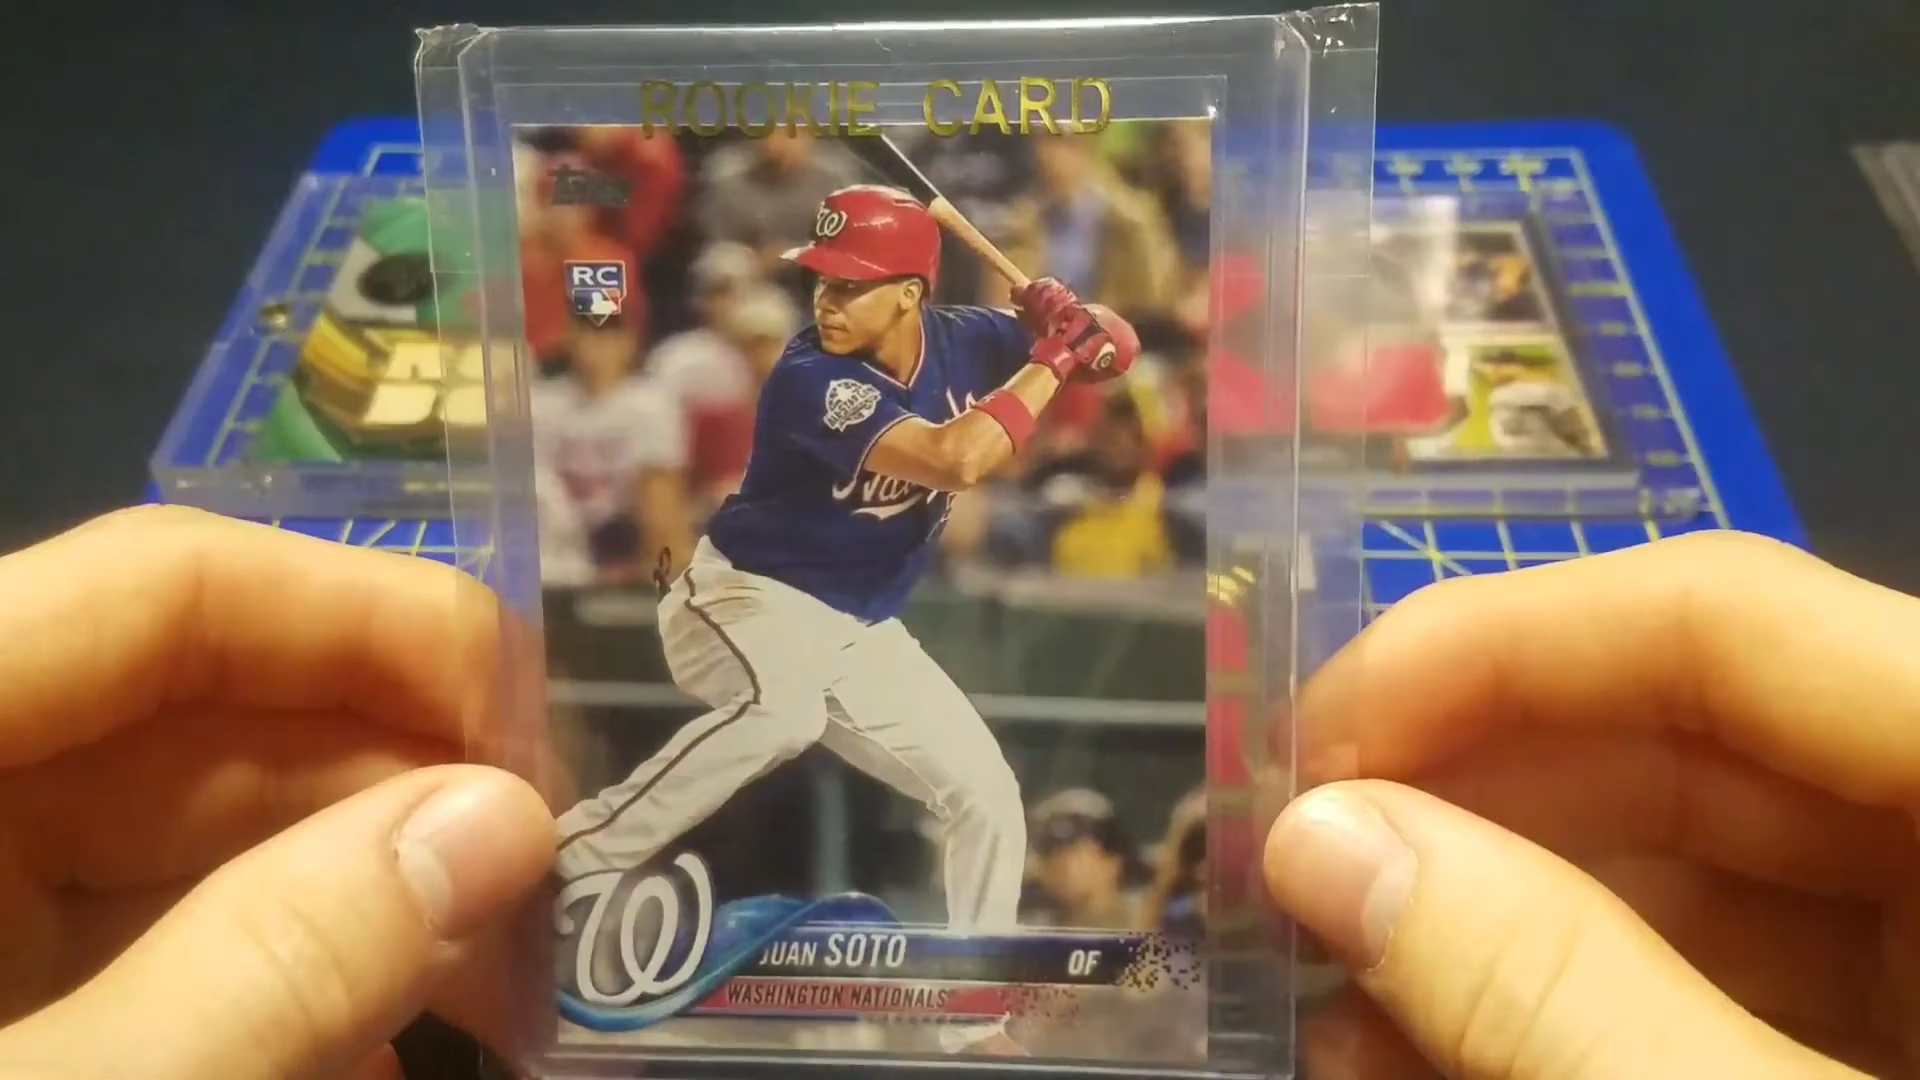 ROOKIE CARD
Topps
RC
W
W
JUAN SOTO
OF
WASHINGTON NATIONALS